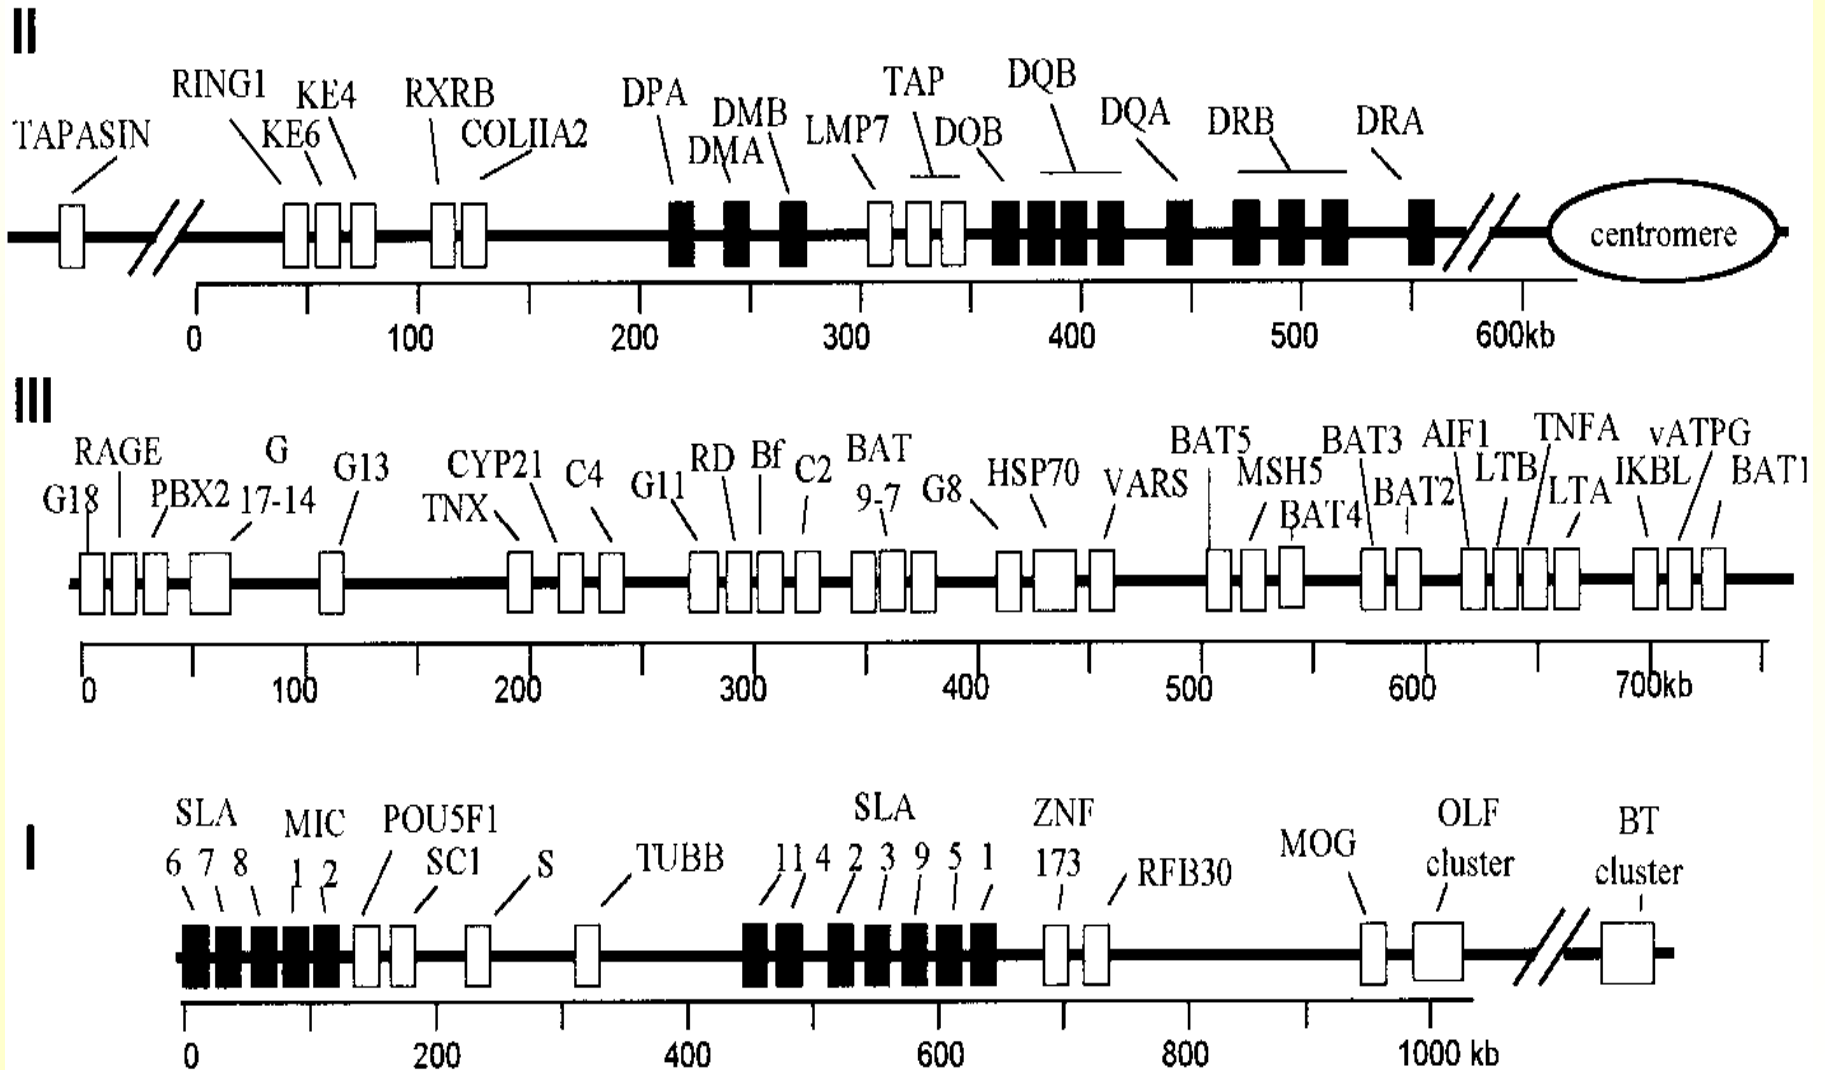 II
RING1 KE4 RXRB DPA DMB TAP DQB DQA DRB DRA
TAPASIN KE6 COLIIA2 DMA LMP7 DOB
centromere
0 100 200 300 400 500 600kb
III
RAGE G G13 CYP21 C4 RD Bf C2 BAT HSP70 BAT5 BAT3 AIF1 TNFA vATPG
G18 PBX2 17-14 TNX G11 9-7 G8 VARS MSH5 BAT4 BAT2 LTB LTA IKBL BAT1
0 100 200 300 400 500 600 700kb
I
SLA MIC POU5F1 SLA ZNF MOG OLF BT
6 7 8 1 2 SC1 S TUBB 11 4 2 3 9 5 1 173 RFB30 cluster cluster
0 200 400 600 800 1000 kb